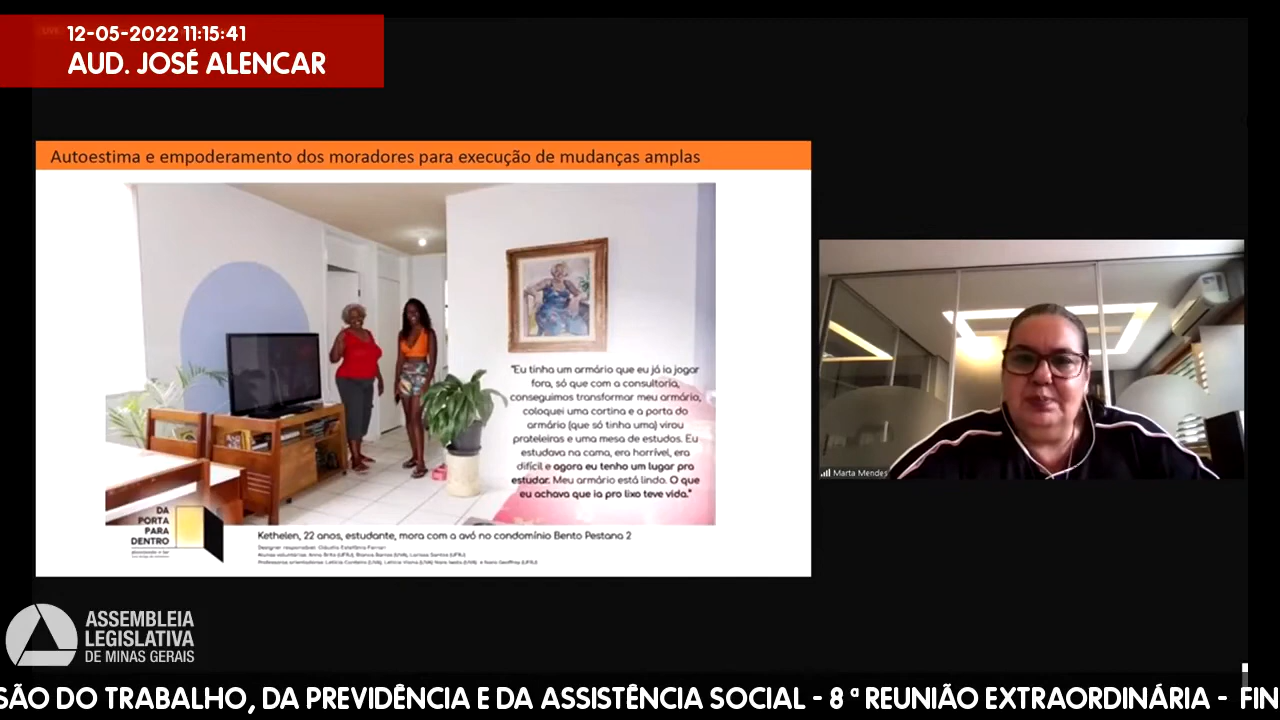 12-05-2022 11:15:41
AUD. JOSÉ ALENCAR
Autoestima e empoderamento dos moradores para execução de mudanças amplas
"Eu tinha um armário que eu já ia jogar
fora, só que com a consultoria,
conseguimos transformar meu armário,
coloquei uma cortina e a porta do
armário (que só tinha uma) virou
prateleiras e uma mesa de estudos. Eu
estudava na cama, era horrível, era
difícil e agora eu tenho um lugar pra
estudar. Meu armário está lindo. O que
eu achava que ia pro lixo teve vida."
DA
PORTA
PARA
DENTRO
Kethelen, 22 anos, estudante, mora com a avó no condomínio Bento Pestana 2
Marta Mendes
ASSEMBLEIA
LEGISLATIVA
DE MINAS GERAIS
SÃO DO TRABALHO, DA PREVIDÊNCIA E DA ASSISTÊNCIA SOCIAL - 8 ª REUNIÃO EXTRAORDINÁRIA - FIN